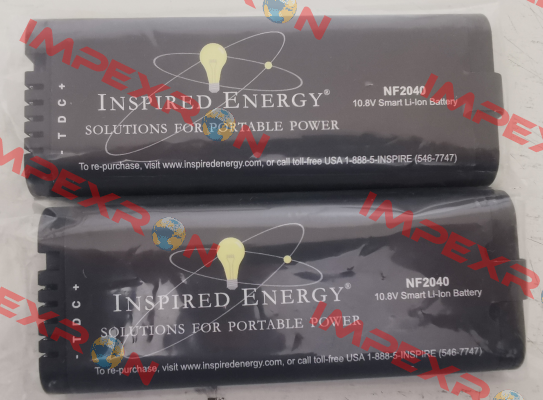 NF2040
10.8V Smart Li-Ion Battery
INSPIRED ENERGY®
SOLUTIONS FOR PORTABLE POWER
- T D C +
To re-purchase, visit www.inspiredenergy.com, or call toll-free USA 1-888-5-INSPIRE (546-7747)
NF2040
10.8V Smart Li-Ion Battery
INSPIRED ENERGY®
SOLUTIONS FOR PORTABLE POWER
- T D C +
To re-purchase, visit www.inspiredenergy.com, or call toll-free USA 1-888-5-INSPIRE (546-7747)
IMPEXRON
IMPEXRON
IMPEXRON
IMPEXRON